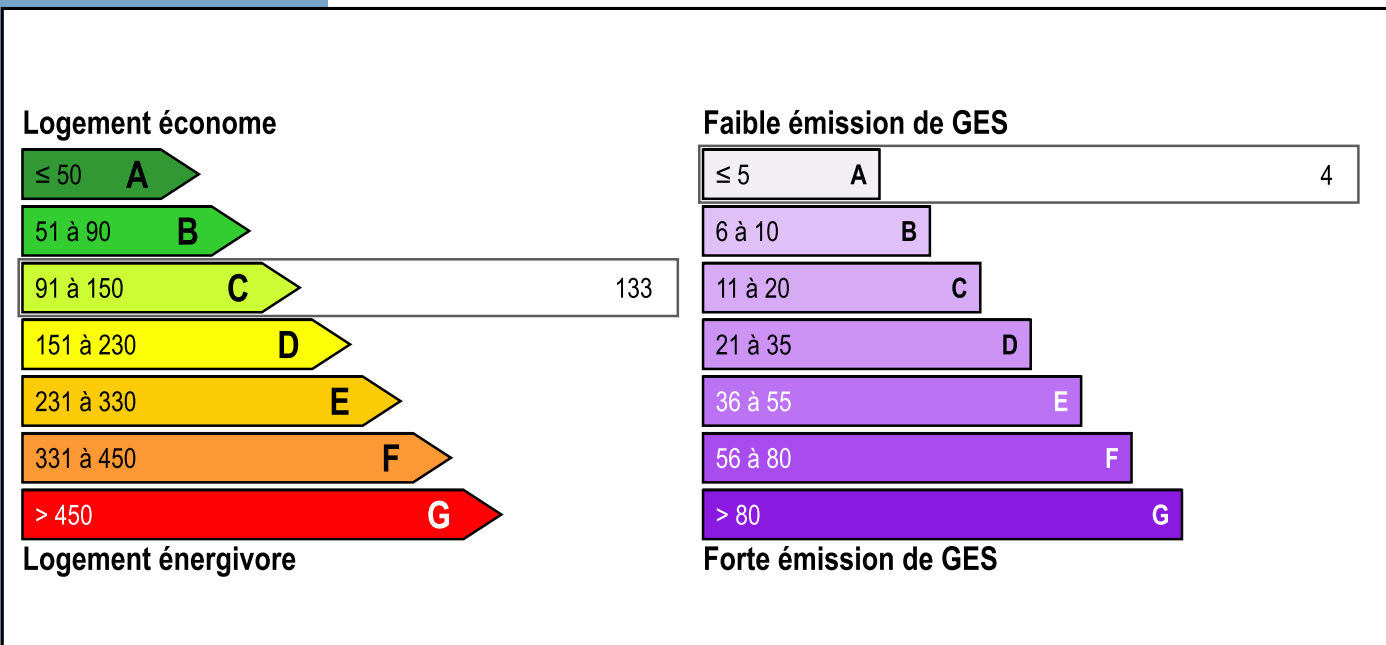 Logement économe
≤ 50 A
51 à 90 B
91 à 150 C 133
151 à 230 D
231 à 330 E
331 à 450 F
> 450 G
Logement énergivore
Faible émission de GES
≤ 5 A 4
6 à 10 B
11 à 20 C
21 à 35 D
36 à 55 E
56 à 80 F
> 80 G
Forte émission de GES